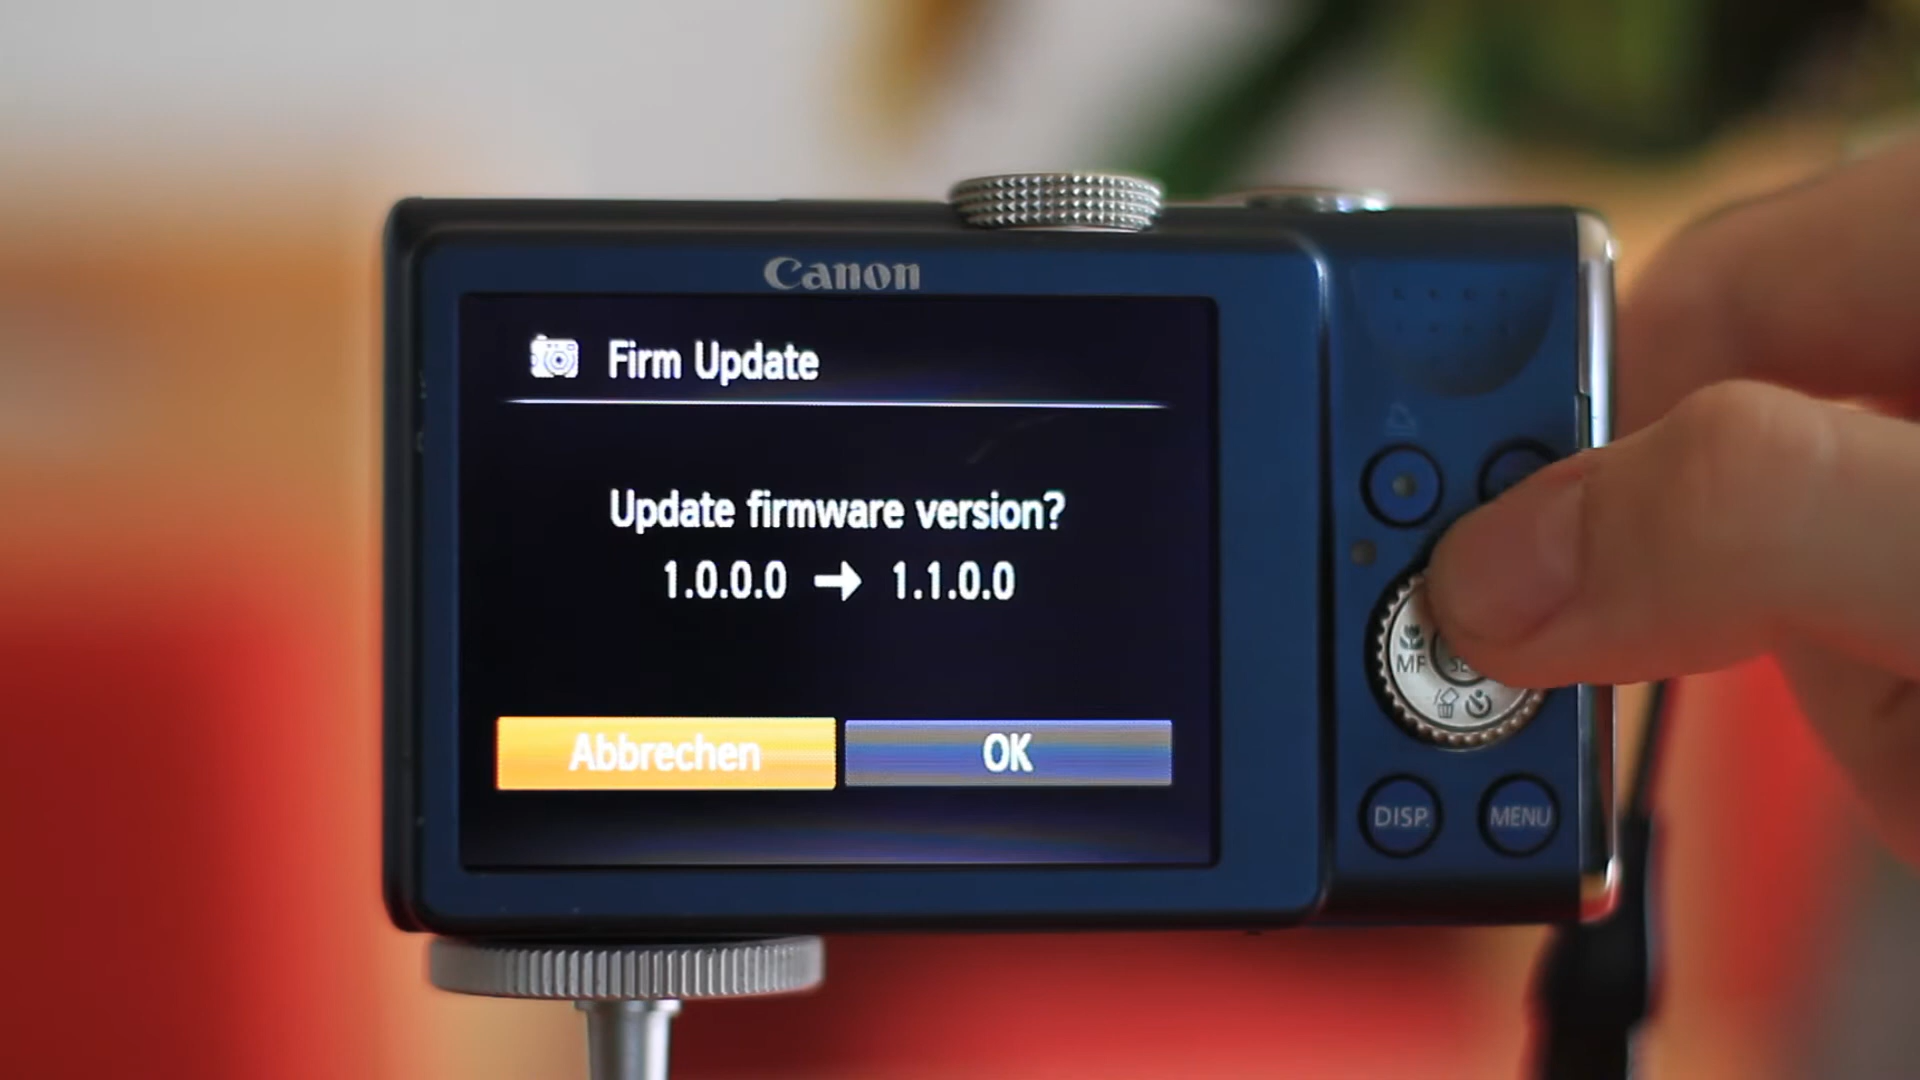 Canon
Firm Update
Update firmware version?
1.0.0.0 → 1.1.0.0
Abbrechen OK
MF
DISP. MENU